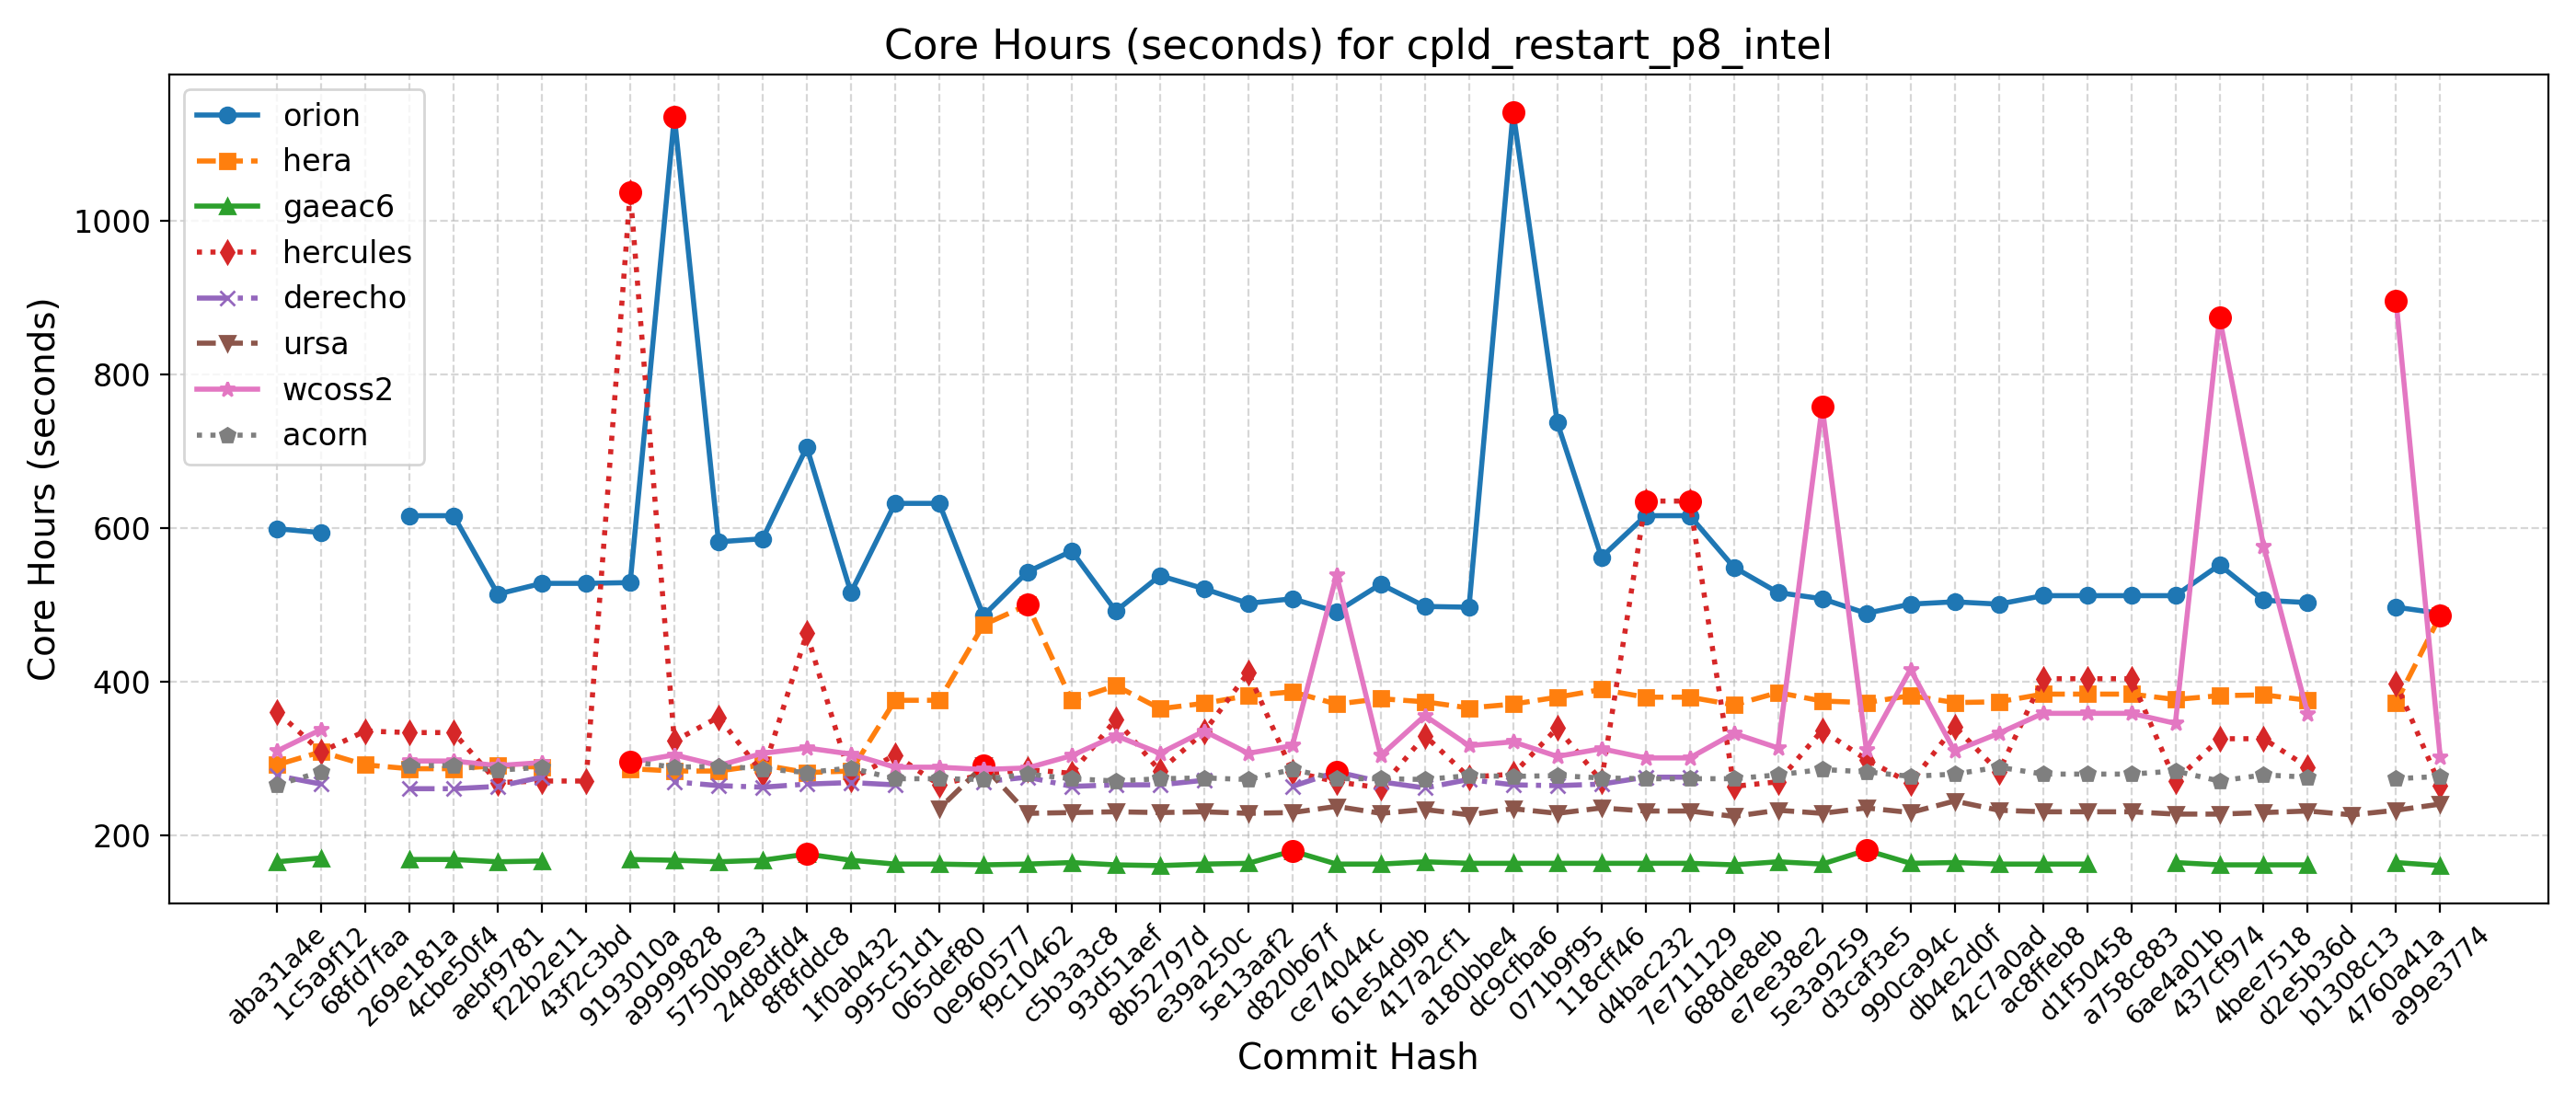 Core Hours (seconds) for cpld_restart_p8_intel
Core Hours (seconds)
1000
800
600
400
200
orion
hera
gaeac6
hercules
derecho
ursa
wcoss2
acorn
aba31a4e
1c5a9f12
68fd7faa
269e181a
4cbe50f4
aebf9781
f22b2e11
43f2c3bd
9193010a
a9999828
5750b9e3
24d8dfd4
8f8fddc8
1f0ab432
995c51d1
065def80
0e960577
f9c10462
c5b3a3c8
93d51aef
8b52797d
e39a250c
5e13aaf2
d820b67f
ce74044c
61e54d9b
417a2cf1
a180bbe4
dc9cfba6
071b9f95
118cff46
d4bac232
7e711129
688de8eb
e7ee38e2
5e3a9259
d3caf3e5
990ca94c
db4e2d0f
42c7a0ad
ac8ffeb8
d1f50458
a758c883
6ae4a01b
437cf974
4bee7518
d2e5b36d
b1308c13
4760a41a
a99e3774
Commit Hash